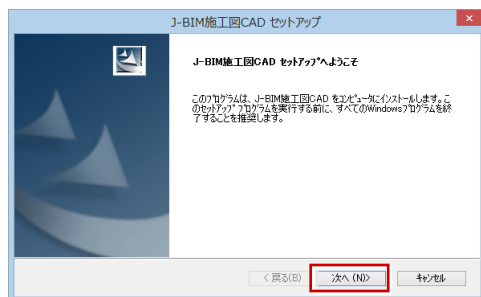 J-BIM施工図CAD セットアップ
J-BIM施工図CAD ｾｯﾄｱｯﾌﾟへようこそ
このﾌﾟﾛｸﾞﾗﾑは、J-BIM施工図CAD をｺﾝﾋﾟｭｰﾀにｲﾝｽﾄｰﾙします。こ
のｾｯﾄｱｯﾌﾟ ﾌﾟﾛｸﾞﾗﾑを実行する前に、すべてのWindowsﾌﾟﾛｸﾞﾗﾑを終
了することを推奨します。
< 戻る(B)
次へ (N)>
ｷｬﾝｾﾙ